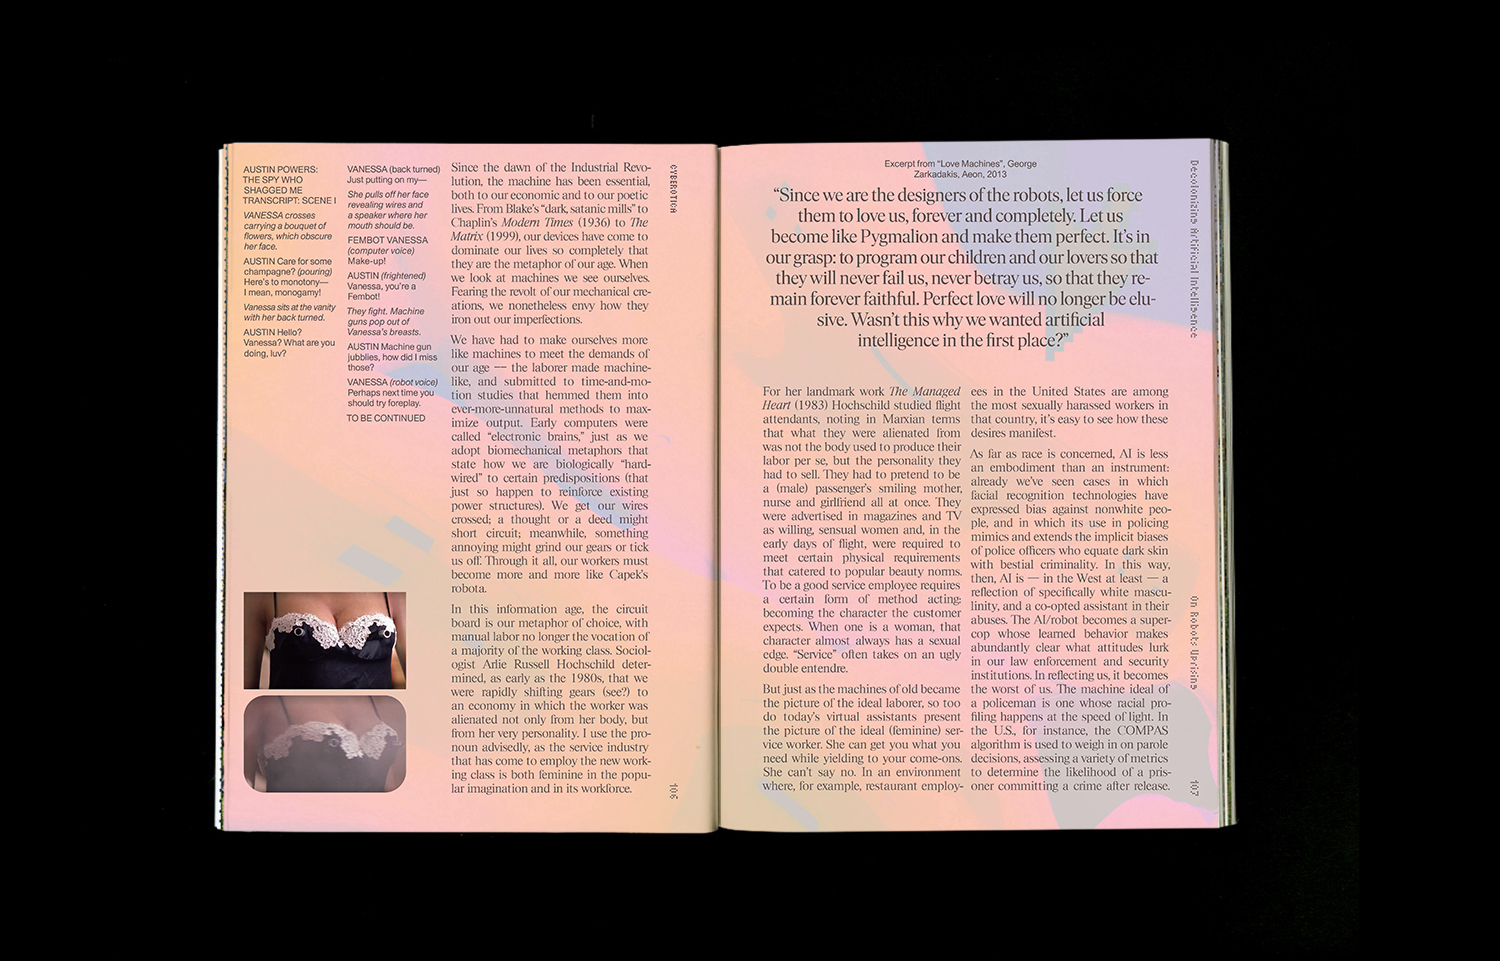 AUSTIN POWERS:
THE SPY WHO
SHAGGED ME
TRANSCRIPT: SCENE I
VANESSA crosses
carrying a bouquet of
flowers, which obscure
her face.
AUSTIN Care for some
champagne? (pouring)
Here's to monotony—
I mean, monogamy!
Vanessa sits at the vanity
with her back turned.
AUSTIN Hello?
Vanessa? What are you
doing, luv?
VANESSA (back turned)
Just putting on my—
She pulls off her face
revealing wires and
a speaker where her
mouth should be.
FEMBOT VANESSA
(computer voice)
Make-up!
AUSTIN (frightened)
Vanessa, you're a
Fembot!
They fight. Machine
guns pop out of
Vanessa's breasts.
AUSTIN Machine gun
jubblies, how did I miss
those?
VANESSA (robot voice)
Perhaps next time you
should try foreplay.
TO BE CONTINUED
Since the dawn of the Industrial Revo-
lution, the machine has been essential,
both to our economic and to our poetic
lives. From Blake's “dark, satanic mills” to
Chaplin's Modern Times (1936) to The
Matrix (1999), our devices have come to
dominate our lives so completely that
they are the metaphor of our age. When
we look at machines we see ourselves.
Fearing the revolt of our mechanical cre-
ations, we nonetheless envy how they
iron out our imperfections.
We have had to make ourselves more
like machines to meet the demands of
our age — the laborer made machine-
like, and submitted to time-and-mo-
tion studies that hemmed them into
ever-more-unnatural methods to max-
imize output. Early computers were
called “electronic brains,” just as we
adopt biomechanical metaphors that
state how we are biologically “hard-
wired” to certain predispositions (that
just so happen to reinforce existing
power structures). We get our wires
crossed; a thought or a deed might
short circuit; meanwhile, something
annoying might grind our gears or tick
us off. Through it all, our workers must
become more and more like Capek's
robota.
In this information age, the circuit
board is our metaphor of choice, with
manual labor no longer the vocation of
a majority of the working class. Sociol-
ogist Arlie Russell Hochschild deter-
mined, as early as the 1980s, that we
were rapidly shifting gears (see?) to
an economy in which the worker was
alienated not only from her body, but
from her very personality. I use the pro-
noun advisedly, as the service industry
that has come to employ the new work-
ing class is both feminine in the popu-
lar imagination and in its workforce.
CYBEROTICA
106
Excerpt from “Love Machines”, George
Zarkadakis, Aeon, 2013
“Since we are the designers of the robots, let us force
them to love us, forever and completely. Let us
become like Pygmalion and make them perfect. It's in
our grasp: to program our children and our lovers so that
they will never fail us, never betray us, so that they re-
main forever faithful. Perfect love will no longer be elu-
sive. Wasn't this why we wanted artificial
intelligence in the first place?”
For her landmark work The Managed
Heart (1983) Hochschild studied flight
attendants, noting in Marxian terms
that what they were alienated from
was not the body used to produce their
labor per se, but the personality they
had to sell. They had to pretend to be
a (male) passenger's smiling mother,
nurse and girlfriend all at once. They
were advertised in magazines and TV
as willing, sensual women and, in the
early days of flight, were required to
meet certain physical requirements
that catered to popular beauty norms.
To be a good service employee requires
a certain form of method acting;
becoming the character the customer
expects. When one is a woman, that
character almost always has a sexual
edge. “Service” often takes on an ugly
double entendre.
But just as the machines of old became
the picture of the ideal laborer, so too
do today's virtual assistants present
the picture of the ideal (feminine) ser-
vice worker. She can get you what you
need while yielding to your come-ons.
She can't say no. In an environment
where, for example, restaurant employ-
ees in the United States are among
the most sexually harassed workers in
that country, it's easy to see how these
desires manifest.
As far as race is concerned, AI is less
an embodiment than an instrument:
already we've seen cases in which
facial recognition technologies have
expressed bias against nonwhite peo-
ple, and in which its use in policing
mimics and extends the implicit biases
of police officers who equate dark skin
with bestial criminality. In this way,
then, AI is — in the West at least — a
reflection of specifically white mascu-
linity, and a co-opted assistant in their
abuses. The AI/robot becomes a super-
cop whose learned behavior makes
abundantly clear what attitudes lurk
in our law enforcement and security
institutions. In reflecting us, it becomes
the worst of us. The machine ideal of
a policeman is one whose racial pro-
filing happens at the speed of light. In
the U.S., for instance, the COMPAS
algorithm is used to weigh in on parole
decisions, assessing a variety of metrics
to determine the likelihood of a pris-
oner committing a crime after release.
Decolonizing Artificial Intelligence
On Robots Uprising
107